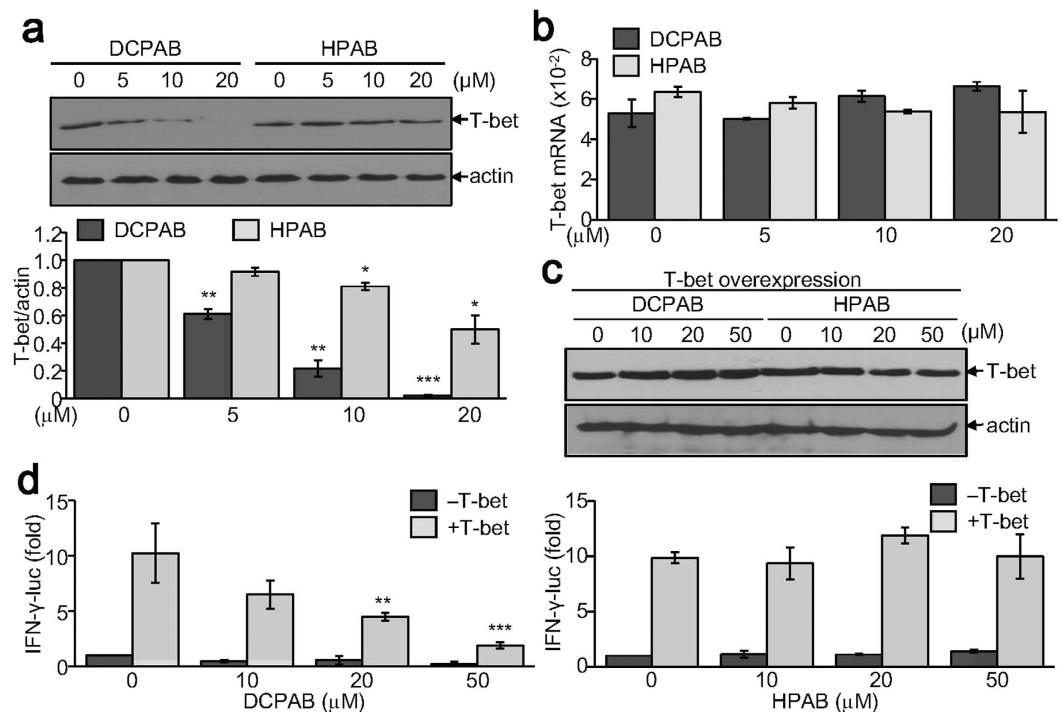 a
DCPAB HPAB
0 5 10 20 0 5 10 20 (μM)
T-bet
actin
DCPAB HPAB
T-bet/actin
1.2
1.0
0.8
0.6
0.4
0.2
0
** ** *** * *
(μM) 0 5 10 20
b
DCPAB
HPAB
T-bet mRNA (x10-2)
8
6
4
2
0
(μM) 0 5 10 20
c
T-bet overexpression
DCPAB HPAB
0 10 20 50 0 10 20 50 (μM)
T-bet
actin
d
–T-bet
+T-bet
IFN-γ-luc (fold)
15
10
5
0
** ***
0 10 20 50
DCPAB (μM)
–T-bet
+T-bet
IFN-γ-luc (fold)
15
10
5
0
0 10 20 50
HPAB (μM)